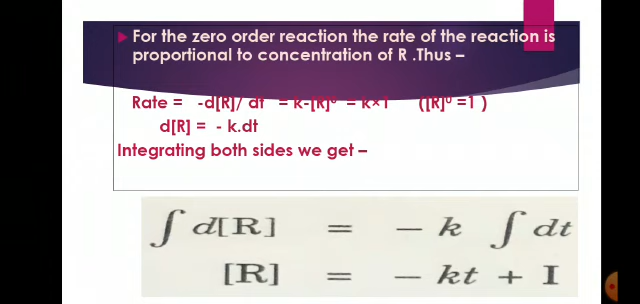 For the zero order reaction the rate of the reaction is
proportional to concentration of R .Thus –
Rate = -d[R]/ dt = k-[R]⁰ = k×1 ([R]⁰ =1 )
d[R] = - k.dt
Integrating both sides we get –
∫ d[R] = – k ∫ dt
[R] = – kt + I